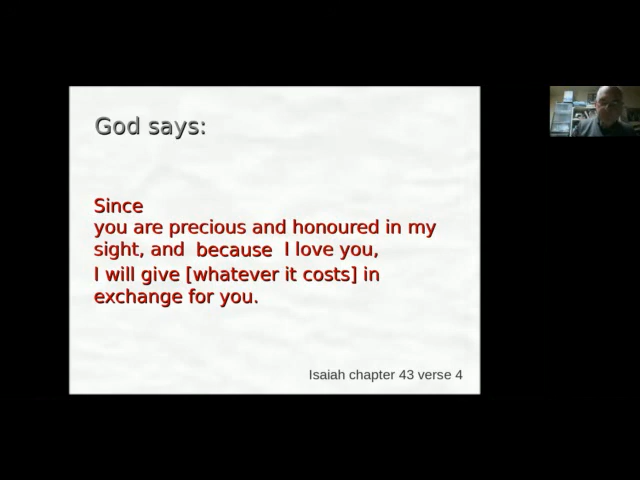 God says:
Since
you are precious and honoured in my
sight, and because I love you,
I will give [whatever it costs] in
exchange for you.
Isaiah chapter 43 verse 4